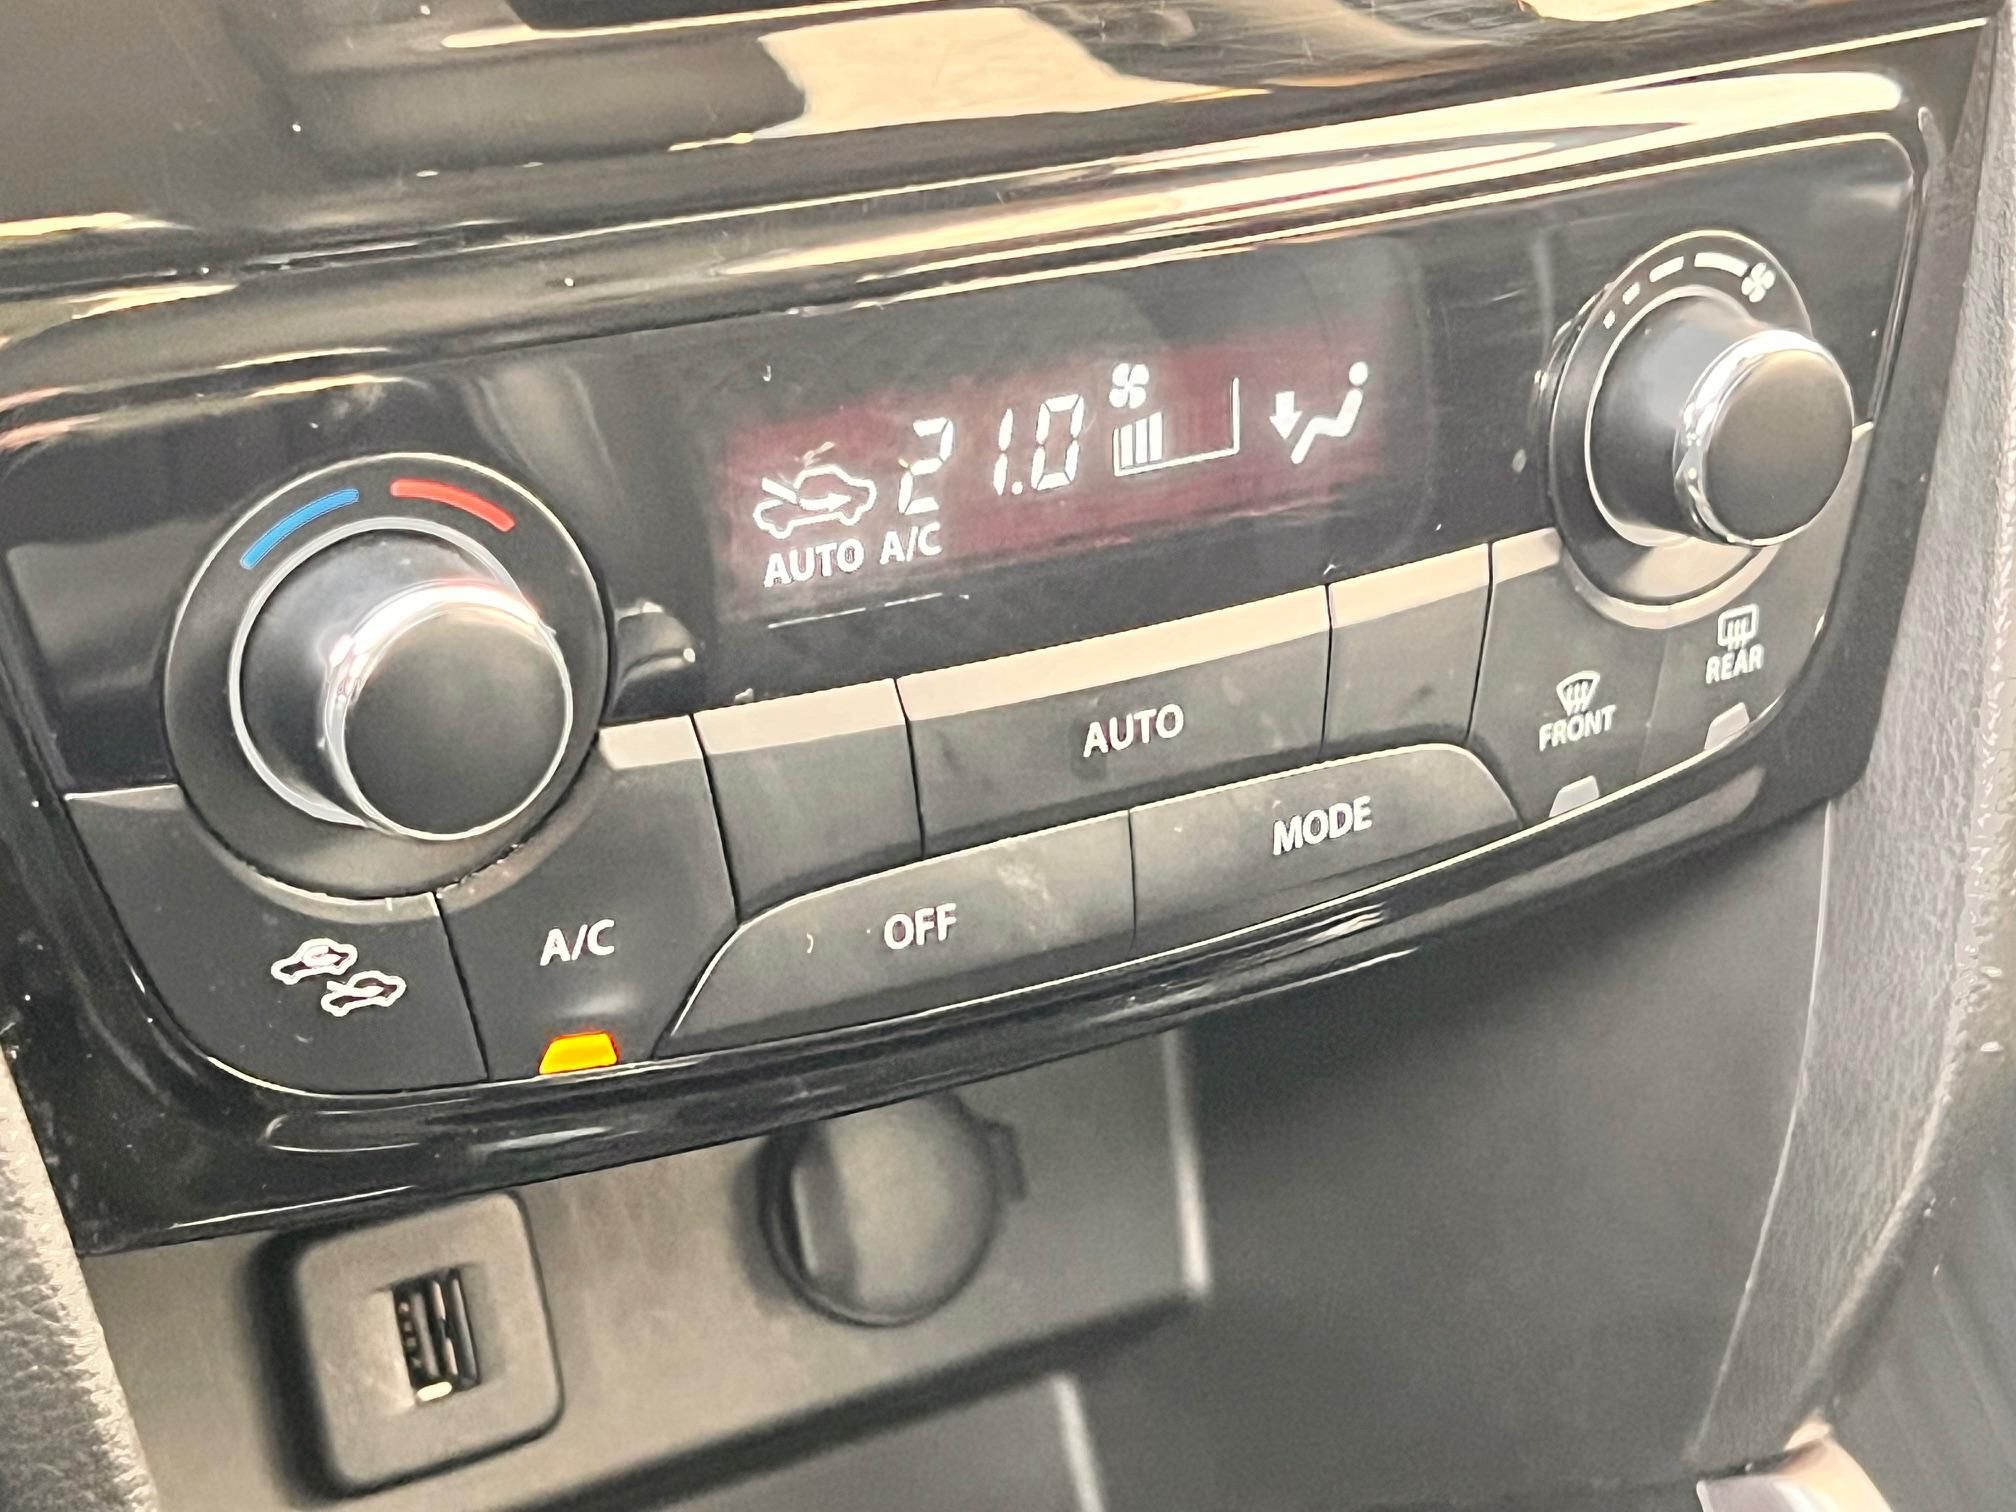 21.0
AUTO A/C
AUTO
REAR
FRONT
MODE
OFF
A/C